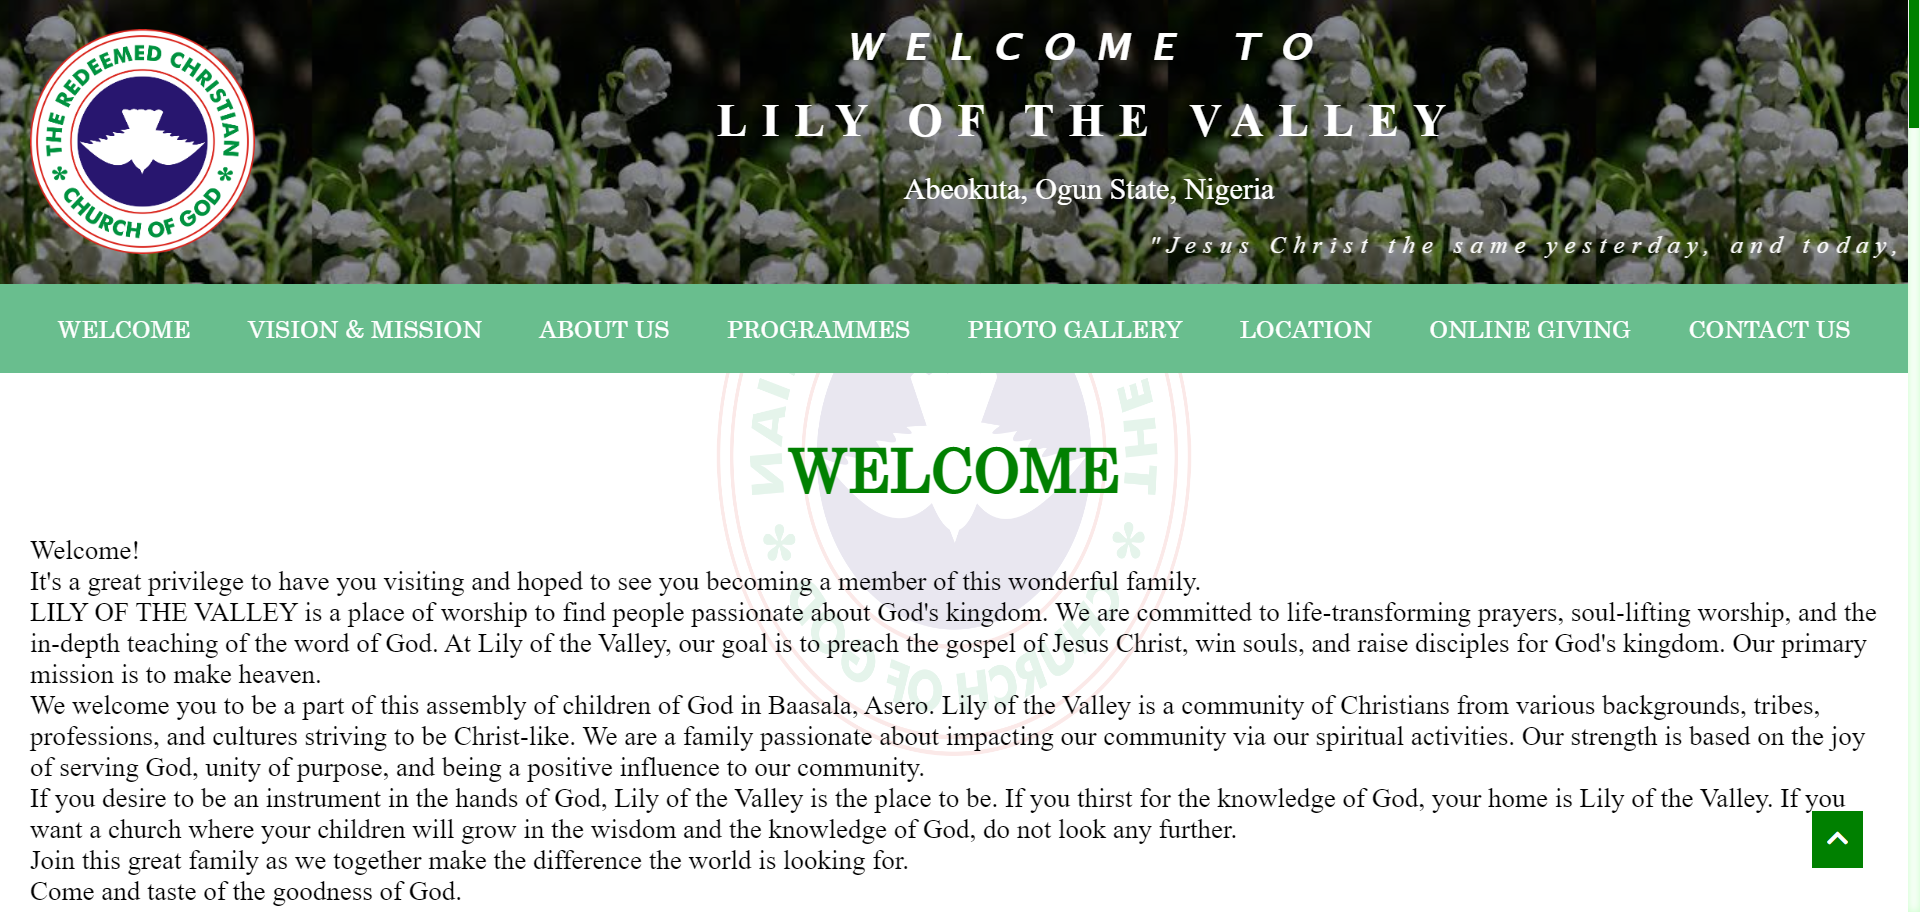 THE REDEEMED CHRISTIAN
CHURCH OF GOD
WELCOME TO
LILY OF THE VALLEY
Abeokuta, Ogun State, Nigeria
"Jesus Christ the same yesterday, and today,
WELCOME VISION & MISSION ABOUT US PROGRAMMES PHOTO GALLERY LOCATION ONLINE GIVING CONTACT US
WELCOME
Welcome!
It's a great privilege to have you visiting and hoped to see you becoming a member of this wonderful family.
LILY OF THE VALLEY is a place of worship to find people passionate about God's kingdom. We are committed to life-transforming prayers, soul-lifting worship, and the
in-depth teaching of the word of God. At Lily of the Valley, our goal is to preach the gospel of Jesus Christ, win souls, and raise disciples for God's kingdom. Our primary
mission is to make heaven.
We welcome you to be a part of this assembly of children of God in Baasala, Asero. Lily of the Valley is a community of Christians from various backgrounds, tribes,
professions, and cultures striving to be Christ-like. We are a family passionate about impacting our community via our spiritual activities. Our strength is based on the joy
of serving God, unity of purpose, and being a positive influence to our community.
If you desire to be an instrument in the hands of God, Lily of the Valley is the place to be. If you thirst for the knowledge of God, your home is Lily of the Valley. If you
want a church where your children will grow in the wisdom and the knowledge of God, do not look any further.
Join this great family as we together make the difference the world is looking for.
Come and taste of the goodness of God.
THE
IAN
CHURCH OF GOD